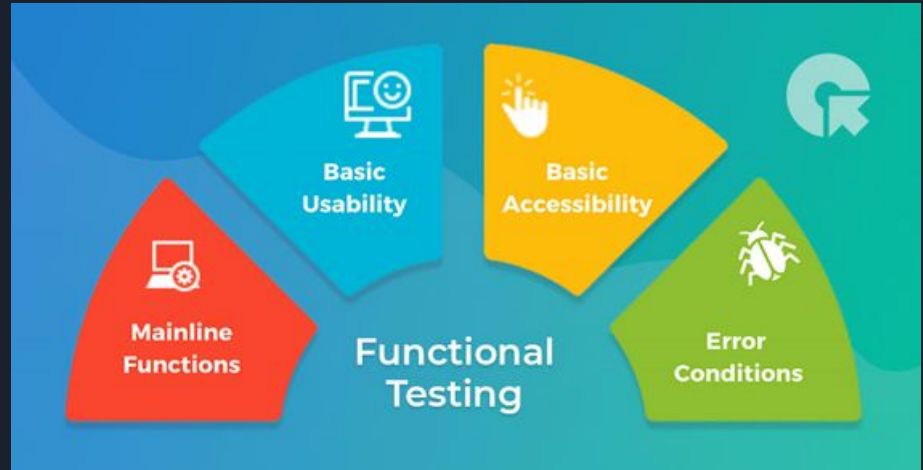 Mainline
Functions
Basic
Usability
Basic
Accessibility
Error
Conditions
Functional
Testing